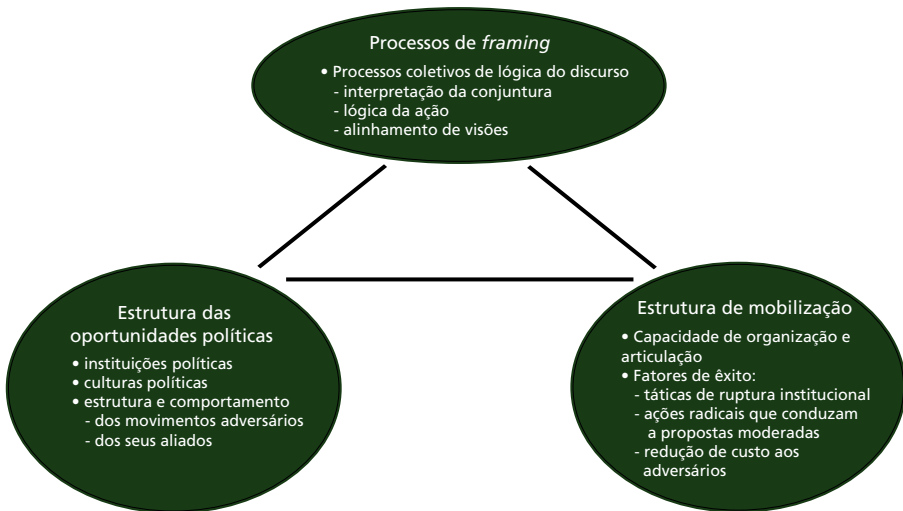 Processos de framing
• Processos coletivos de lógica do discurso
- interpretação da conjuntura
- lógica da ação
- alinhamento de visões
Estrutura das
oportunidades políticas
• instituições políticas
• culturas políticas
• estrutura e comportamento
- dos movimentos adversários
- dos seus aliados
Estrutura de mobilização
• Capacidade de organização e
articulação
• Fatores de êxito:
- táticas de ruptura institucional
- ações radicais que conduzam
a propostas moderadas
- redução de custo aos
adversários